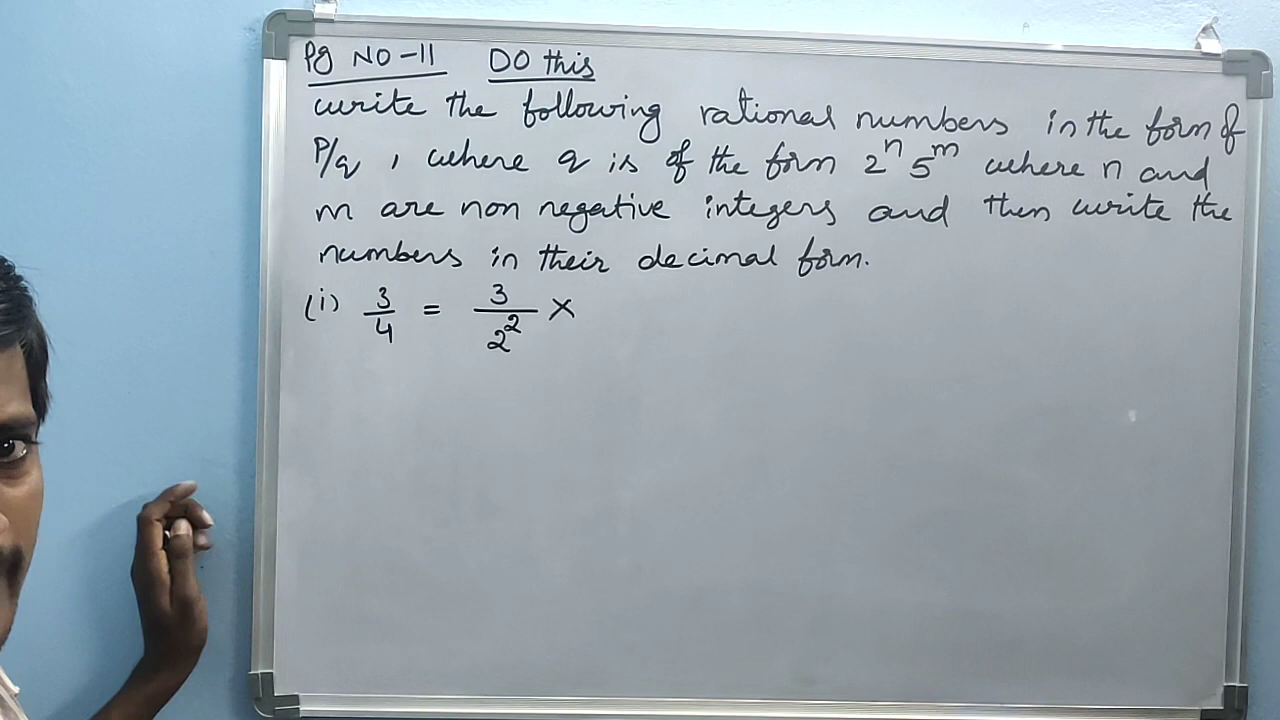 Pg NO-11 DO this
write the following rational numbers in the form of
P/q , where q is of the form 2^n 5^m where n and
m are non negative integers and then write the
numbers in their decimal form.
(i) 3/4 = 3/2^2 ×